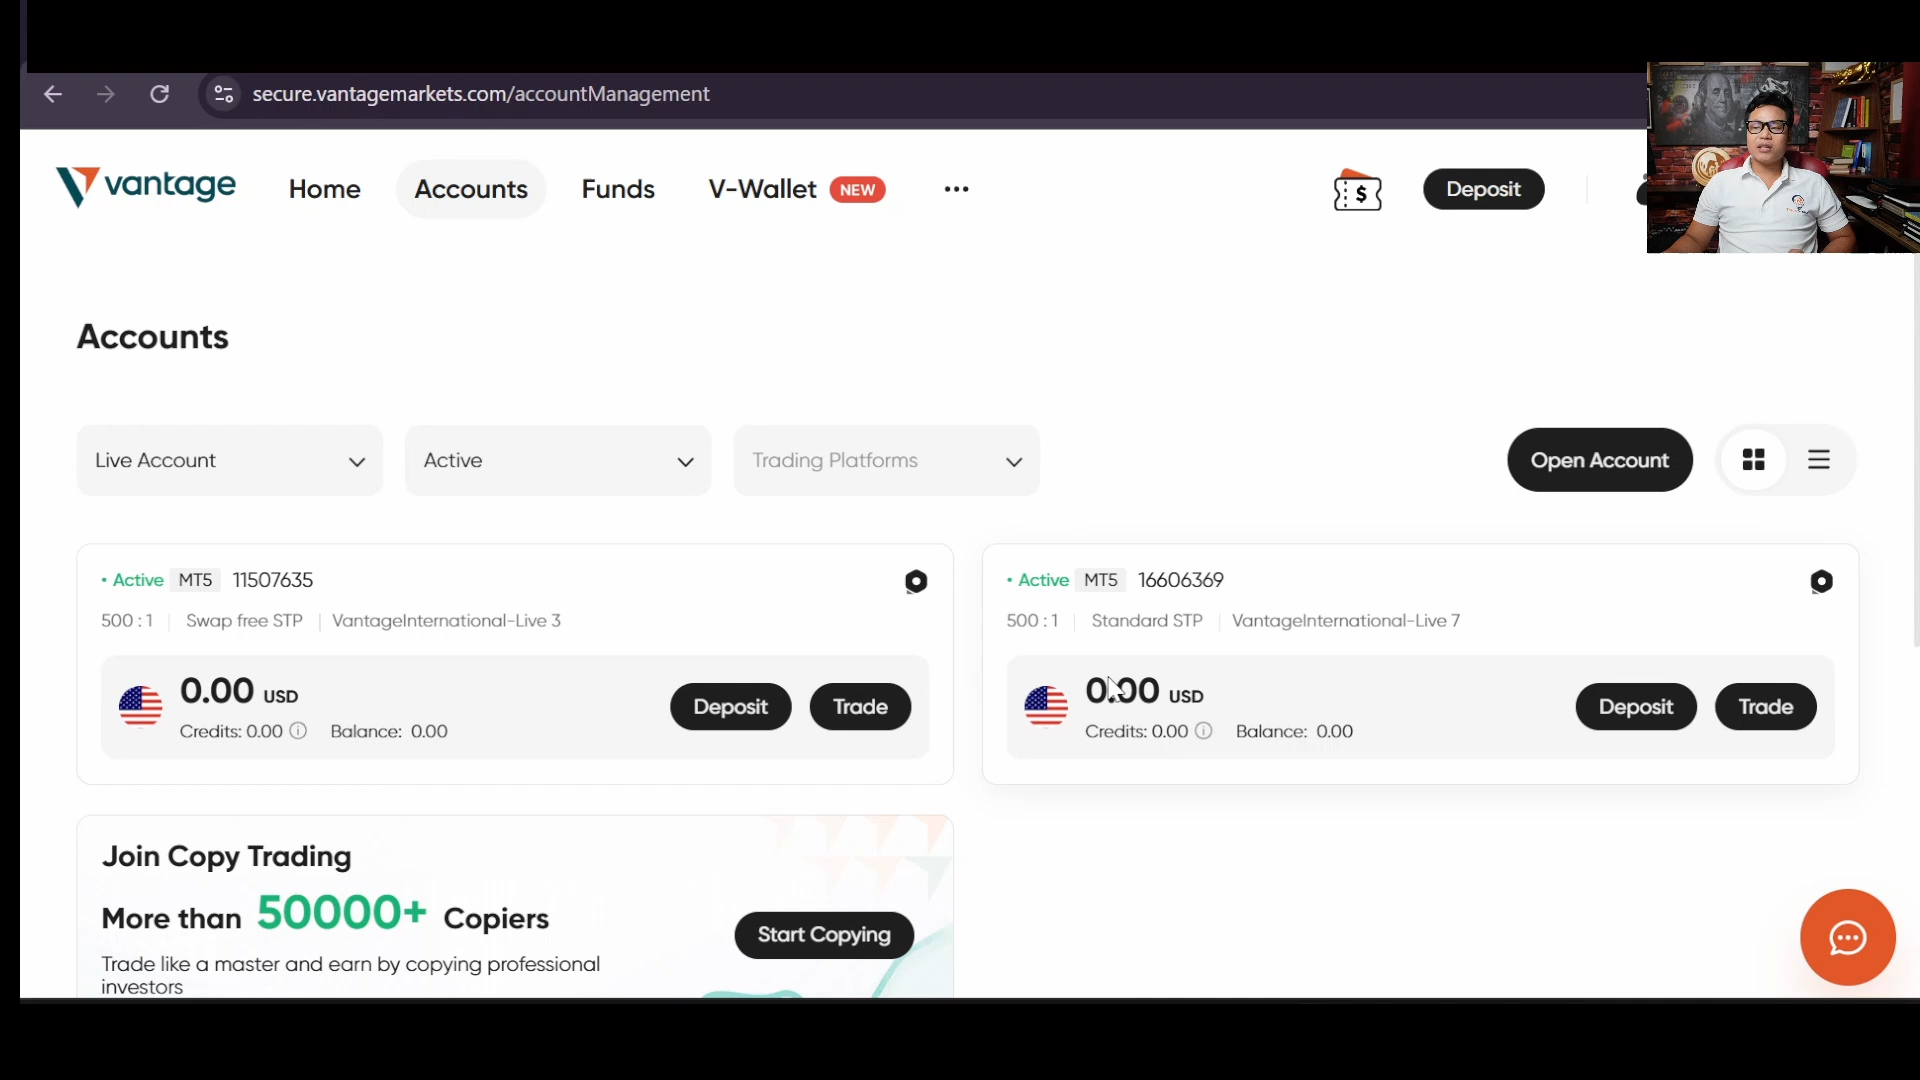 secure.vantagemarkets.com/accountManagement
vantage
Home
Accounts
Funds
V-Wallet NEW
Deposit
Accounts
Live Account
Active
Trading Platforms
Open Account
• Active MT5 11507635
500 : 1 | Swap free STP | VantageInternational-Live 3
0.00 USD
Credits: 0.00 Balance: 0.00
Deposit
Trade
• Active MT5 16606369
500 : 1 | Standard STP | VantageInternational-Live 7
0.00 USD
Credits: 0.00 Balance: 0.00
Deposit
Trade
Join Copy Trading
More than 50000+ Copiers
Trade like a master and earn by copying professional
investors
Start Copying